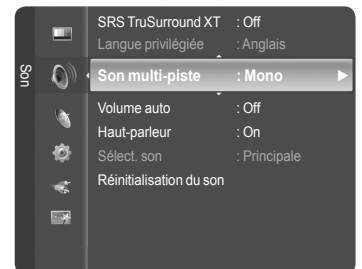 Son
SRS TruSurround XT : Off
Langue privilégiée : Anglais
Son multi-piste : Mono
Volume auto : Off
Haut-parleur : On
Sélect. son : Principale
Réinitialisation du son